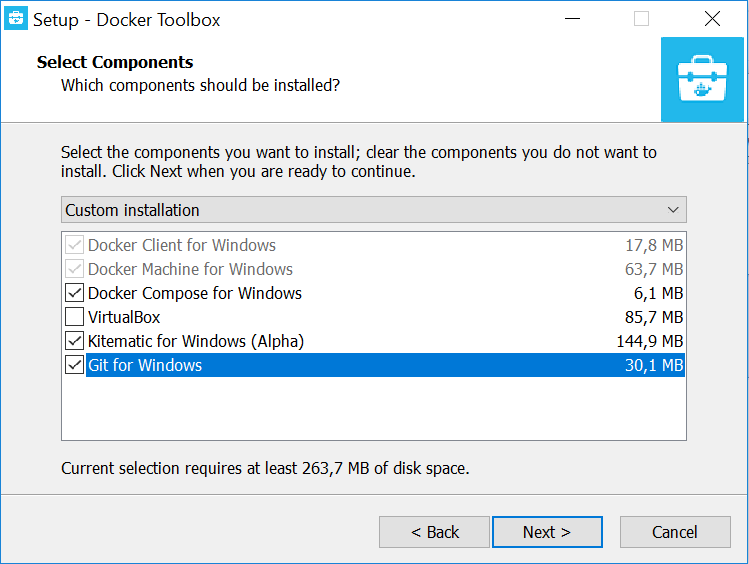 Setup - Docker Toolbox
Select Components
Which components should be installed?
Select the components you want to install; clear the components you do not want to
install. Click Next when you are ready to continue.
Custom installation
Docker Client for Windows 17,8 MB
Docker Machine for Windows 63,7 MB
Docker Compose for Windows 6,1 MB
VirtualBox 85,7 MB
Kitematic for Windows (Alpha) 144,9 MB
Git for Windows 30,1 MB
Current selection requires at least 263,7 MB of disk space.
< Back Next > Cancel